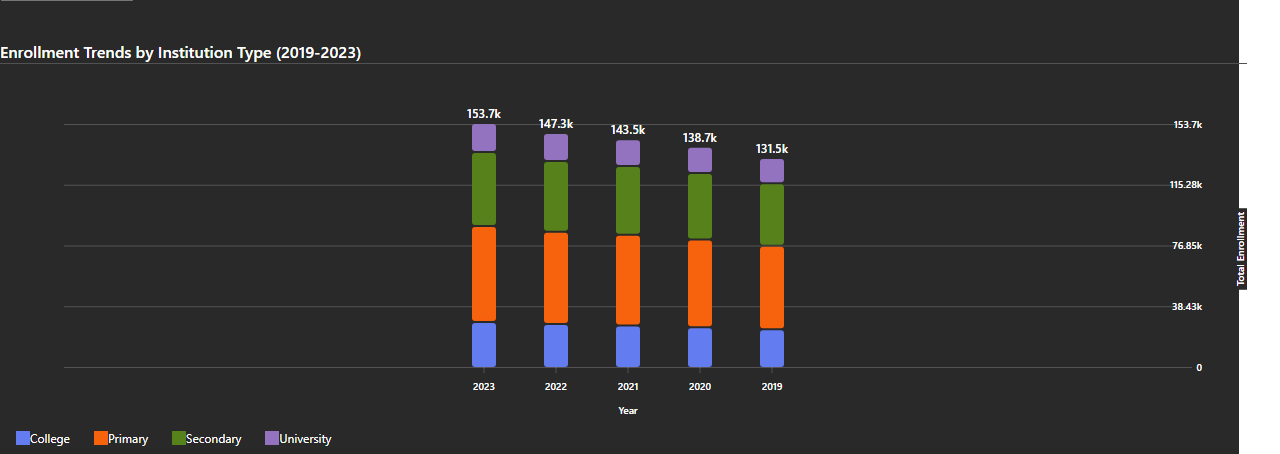 Enrollment Trends by Institution Type (2019-2023)
153.7k
147.3k
143.5k
138.7k
131.5k
153.7k
115.28k
76.85k
38.43k
0
Total Enrollment
2023 2022 2021 2020 2019
Year
College Primary Secondary University